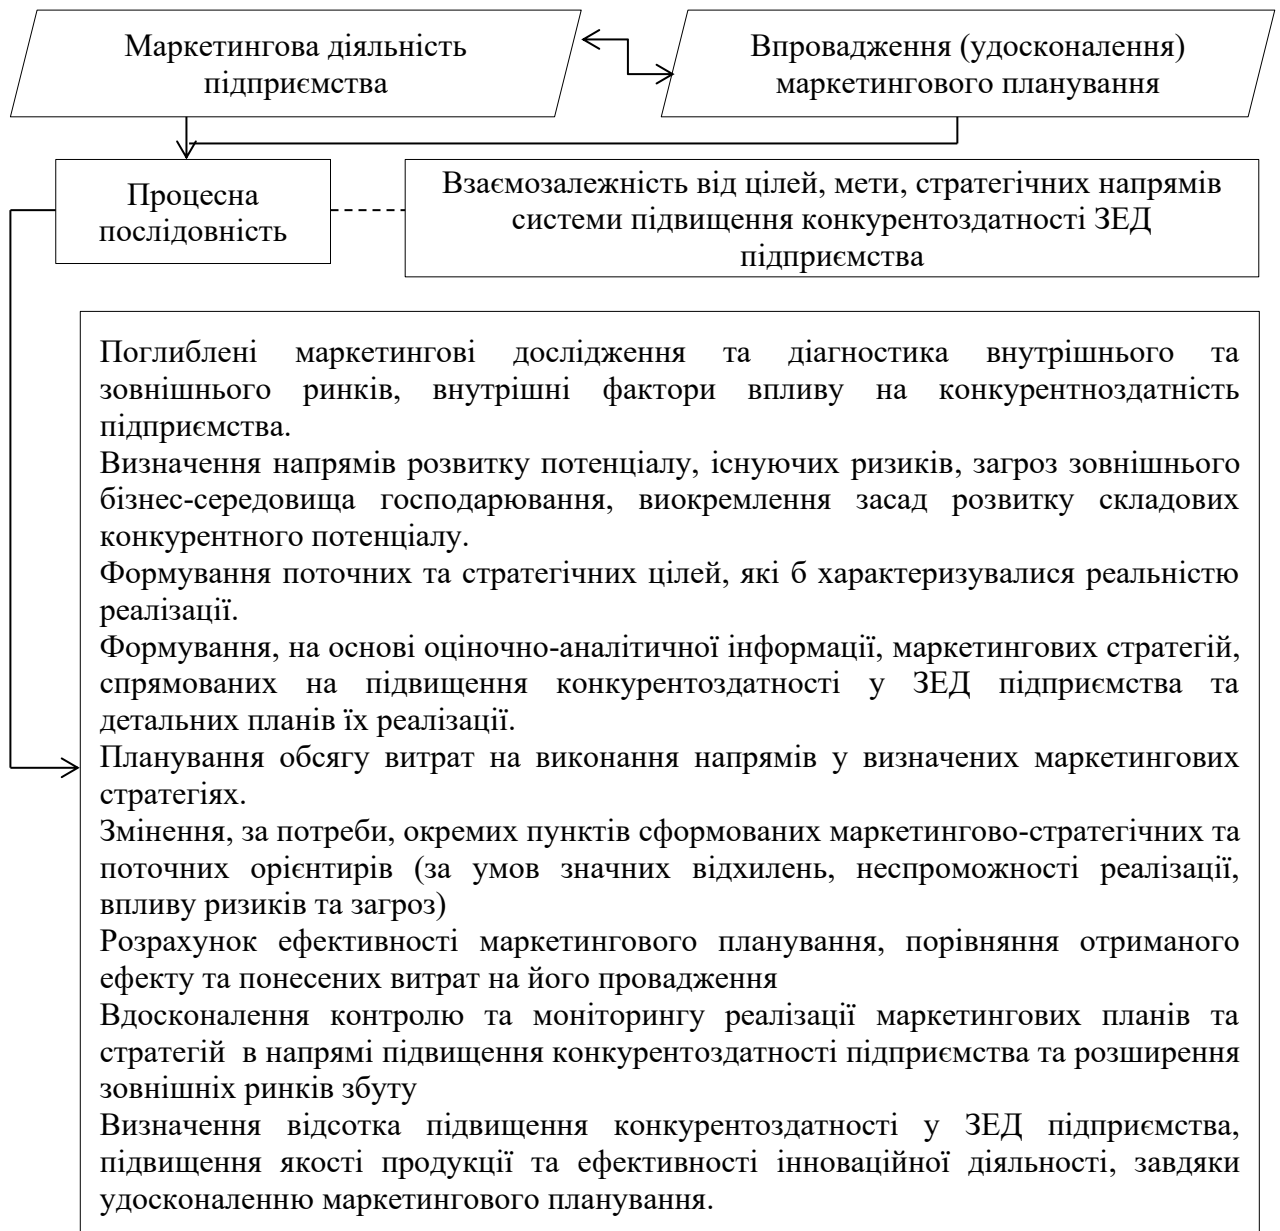 Маркетингова діяльність
підприємства
Впровадження (удосконалення)
маркетингового планування
Процесна
послідовність
Взаємозалежність від цілей, мети, стратегічних напрямів
системи підвищення конкурентоздатності ЗЕД
підприємства
Поглиблені маркетингові дослідження та діагностика внутрішнього та
зовнішнього ринків, внутрішні фактори впливу на конкурентноздатність
підприємства.
Визначення напрямів розвитку потенціалу, існуючих ризиків, загроз зовнішнього
бізнес-середовища господарювання, виокремлення засад розвитку складових
конкурентного потенціалу.
Формування поточних та стратегічних цілей, які б характеризувалися реальністю
реалізації.
Формування, на основі оціночно-аналітичної інформації, маркетингових стратегій,
спрямованих на підвищення конкурентоздатності у ЗЕД підприємства та
детальних планів їх реалізації.
Планування обсягу витрат на виконання напрямів у визначених маркетингових
стратегіях.
Змінення, за потреби, окремих пунктів сформованих маркетингово-стратегічних та
поточних орієнтирів (за умов значних відхилень, неспроможності реалізації,
впливу ризиків та загроз)
Розрахунок ефективності маркетингового планування, порівняння отриманого
ефекту та понесених витрат на його провадження
Вдосконалення контролю та моніторингу реалізації маркетингових планів та
стратегій в напрямі підвищення конкурентоздатності підприємства та розширення
зовнішніх ринків збуту
Визначення відсотка підвищення конкурентоздатності у ЗЕД підприємства,
підвищення якості продукції та ефективності інноваційної діяльності, завдяки
удосконаленню маркетингового планування.